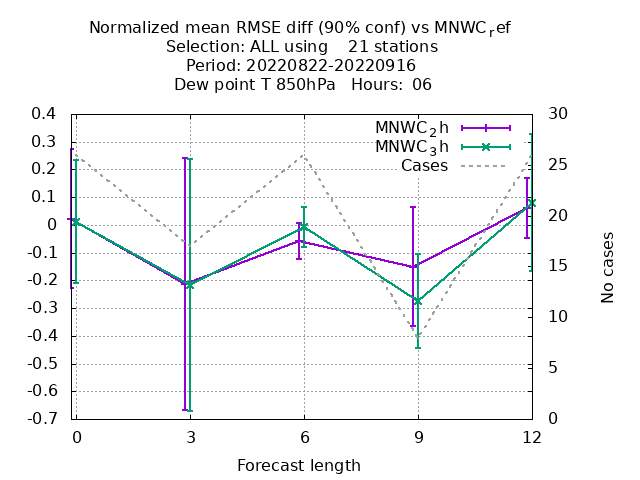 Normalized mean RMSE diff (90% conf) vs MNWC_ref
Selection: ALL using    21 stations
Period: 20220822-20220916
Dew point T 850hPa   Hours:  06
MNWC_2h
MNWC_3h
Cases
0.4
0.3
0.2
0.1
0
-0.1
-0.2
-0.3
-0.4
-0.5
-0.6
-0.7
30
25
20
15
10
5
0
No cases
0 3 6 9 12
Forecast length